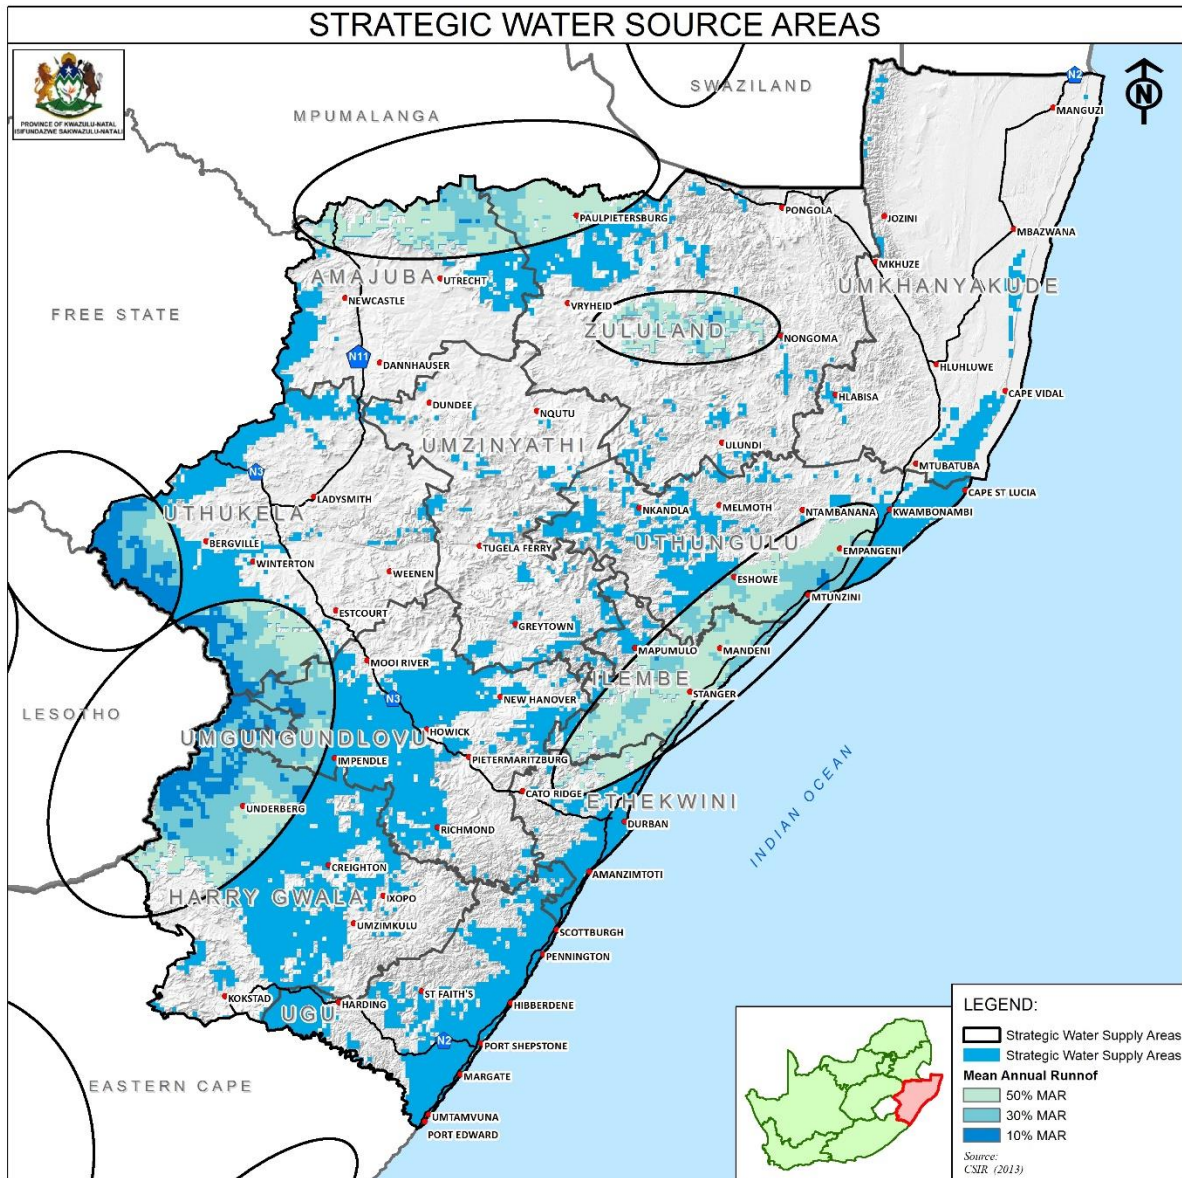 STRATEGIC WATER SOURCE AREAS
PROVINCE OF KWAZULU-NATAL
ISIFUNDAZWE SAKWAZULU-NATALI
SWAZILAND
MPUMALANGA
N2
N
MANGUZI
PAULPIETERSBURG
PONGOLA
JOZINI
MBAZWANA
MKHUZE
AMAJUBA
UTRECHT
UMKHANYAKUDE
NEWCASTLE
VRYHEID
FREE STATE
ZULULAND
NONGOMA
N11
DANNHAUSER
HLUHLUWE
HLABISA
CAPE VIDAL
DUNDEE
NQUTU
UMZINYATHI
ULUNDI
N3
MTUBATUBA
CAPE ST LUCIA
LADYSMITH
UTHUKELA
NKANDLA
MELMOTH
NTAMBANANA
KWAMBONAMBI
BERGVILLE
TUGELA FERRY
UTHUNGULU
EMPANGENI
WINTERTON
WEENEN
ESHOWE
MTUNZINI
ESTCOURT
GREYTOWN
MAPUMULO
MANDENI
MOOI RIVER
ILEMBE
STANGER
N3
NEW HANOVER
LESOTHO
HOWICK
UMGUNGUNDLOVU
IMPENDLE
PIETERMARITZBURG
CATO RIDGE
ETHEKWINI
INDIAN OCEAN
UNDERBERG
DURBAN
RICHMOND
CREIGHTON
AMANZIMTOTI
HARRY GWALA
IXOPO
UMZIMKULU
SCOTTBURGH
PENNINGTON
KOKSTAD
ST FAITH'S
HARDING
HIBBERDENE
UGU
N2
PORT SHEPSTONE
EASTERN CAPE
MARGATE
UMTAMVUNA
PORT EDWARD
LEGEND:
Strategic Water Supply Areas
Strategic Water Supply Areas
Mean Annual Runnof
50% MAR
30% MAR
10% MAR
Source:
CSIR (2013)